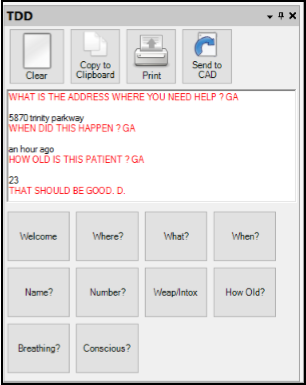 TDD
Clear
Copy to
Clipboard
Print
Send to
CAD
WHAT IS THE ADDRESS WHERE YOU NEED HELP ? GA
5870 trinity parkway
WHEN DID THIS HAPPEN ? GA
an hour ago
HOW OLD IS THIS PATIENT ? GA
23
THAT SHOULD BE GOOD. D.
Welcome
Where?
What?
When?
Name?
Number?
Weap/Intox
How Old?
Breathing?
Conscious?